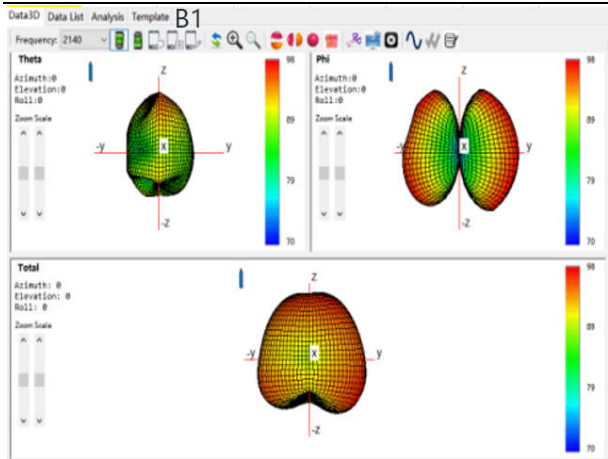 Data3D Data List Analysis Template B1
Frequency: 2140
Theta
Azimuth:0
Elevation:0
Roll:0
Zoom Scale
z
-y
x
y
-z
98
89
79
70
Phi
Azimuth:0
Elevation:0
Roll:0
Zoom Scale
z
x
y
-z
98
89
79
70
Total
Azimuth: 0
Elevation: 0
Roll: 0
Zoom Scale
z
-y
x
y
-z
98
89
79
70